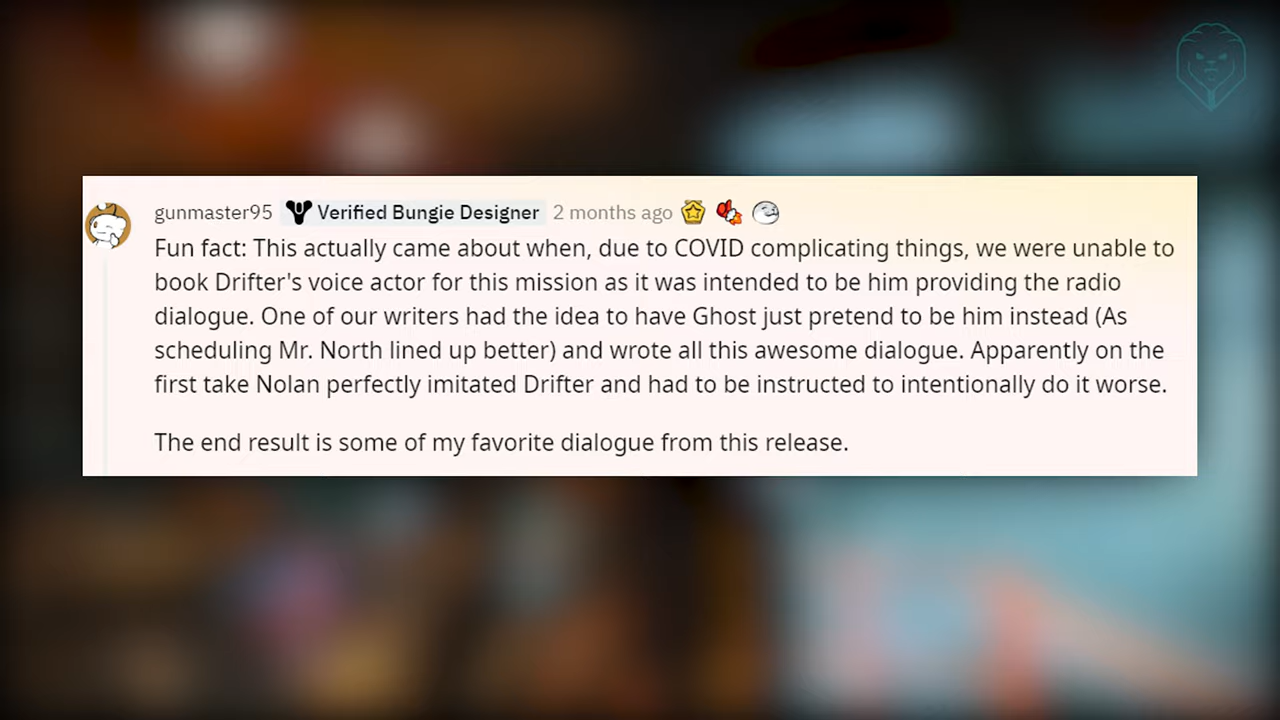 gunmaster95 Verified Bungie Designer 2 months ago
Fun fact: This actually came about when, due to COVID complicating things, we were unable to
book Drifter's voice actor for this mission as it was intended to be him providing the radio
dialogue. One of our writers had the idea to have Ghost just pretend to be him instead (As
scheduling Mr. North lined up better) and wrote all this awesome dialogue. Apparently on the
first take Nolan perfectly imitated Drifter and had to be instructed to intentionally do it worse.
The end result is some of my favorite dialogue from this release.